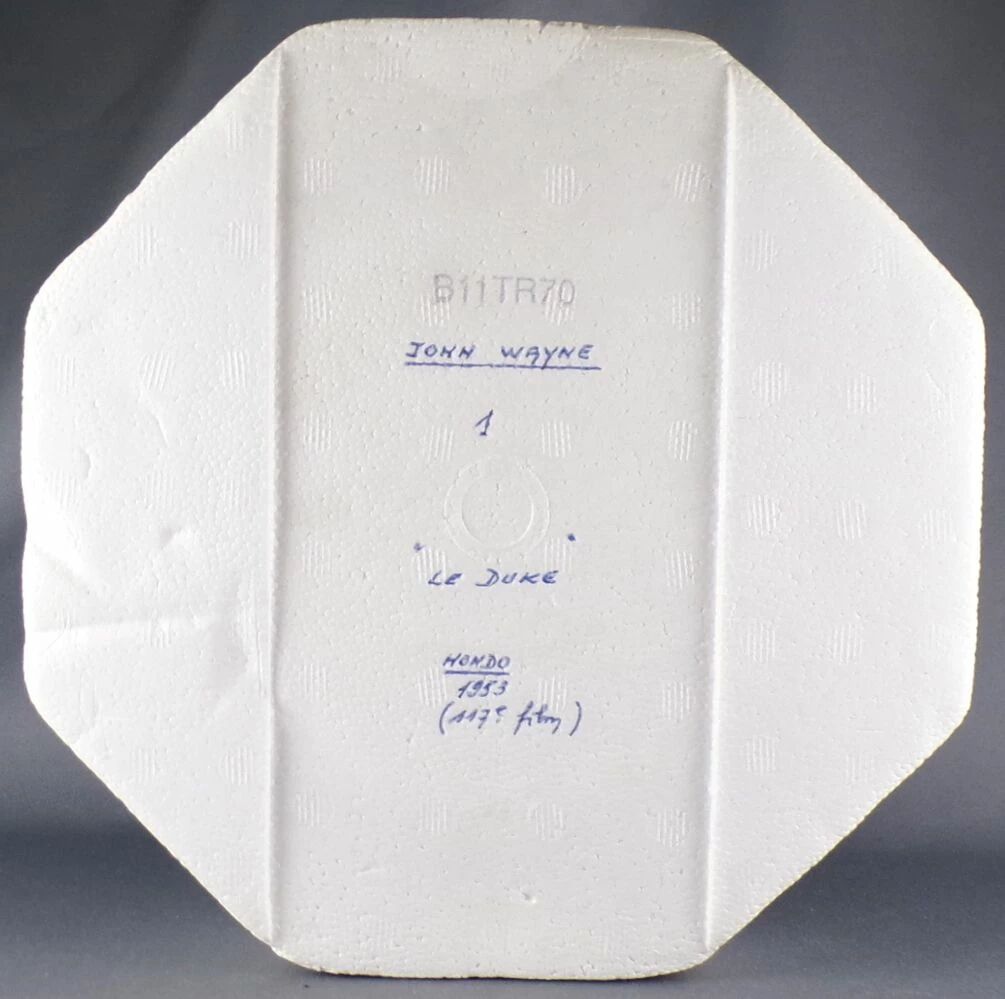 B11TR70
JOHN WAYNE
1
"LE DUKE"
HONDO
1953
(117e film)